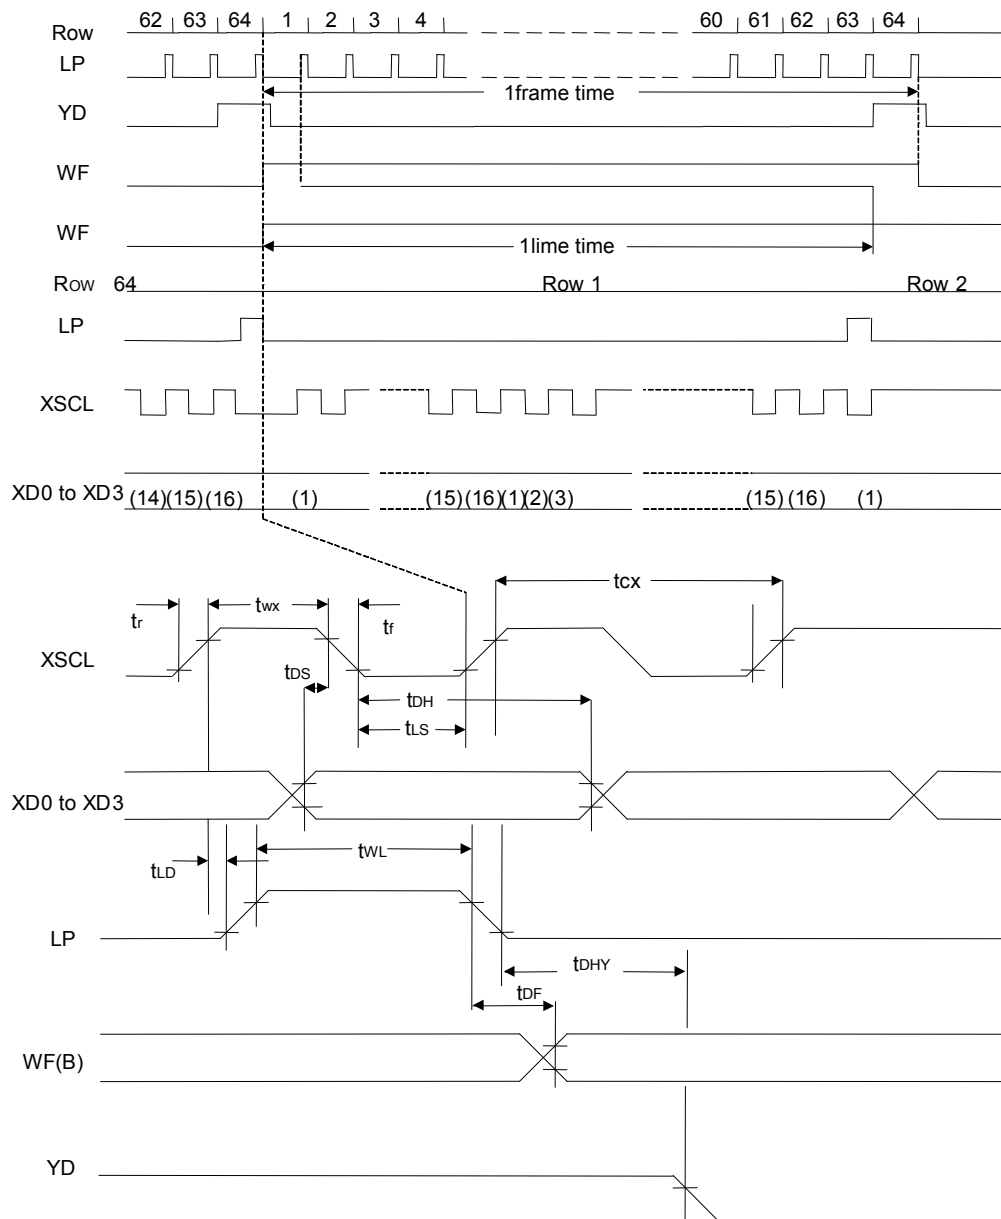 Row 62 63 64 1 2 3 4 60 61 62 63 64
LP
1frame time
YD
WF
WF
1lime time
Row 64 Row 1 Row 2
LP
XSCL
XD0 to XD3
(14)(15)(16) (1) (15)(16)(1)(2)(3) (15) (16) (1)
tcx
tr twx tf
XSCL
tDS
tDH
tLS
XD0 to XD3
tWL
tLD
LP
tDHY
tDF
WF(B)
YD